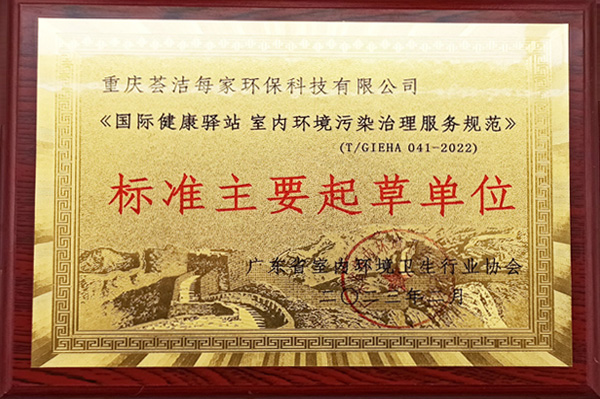 重庆荟洁每家环保科技有限公司
《国际健康驿站 室内环境污染治理服务规范》
(T/GIEHA 041-2022)
标准主要起草单位
广东省室内环境卫生行业协会
二〇二二年 月